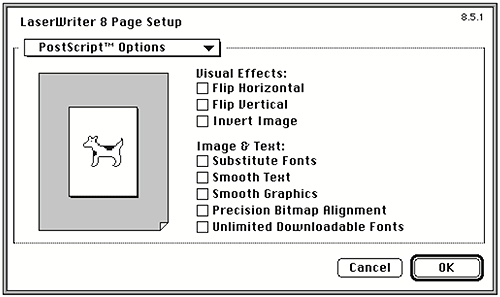 LaserWriter 8 Page Setup
8.5.1
PostScript™ Options
Visual Effects:
Flip Horizontal
Flip Vertical
Invert Image
Image & Text:
Substitute Fonts
Smooth Text
Smooth Graphics
Precision Bitmap Alignment
Unlimited Downloadable Fonts
Cancel
OK